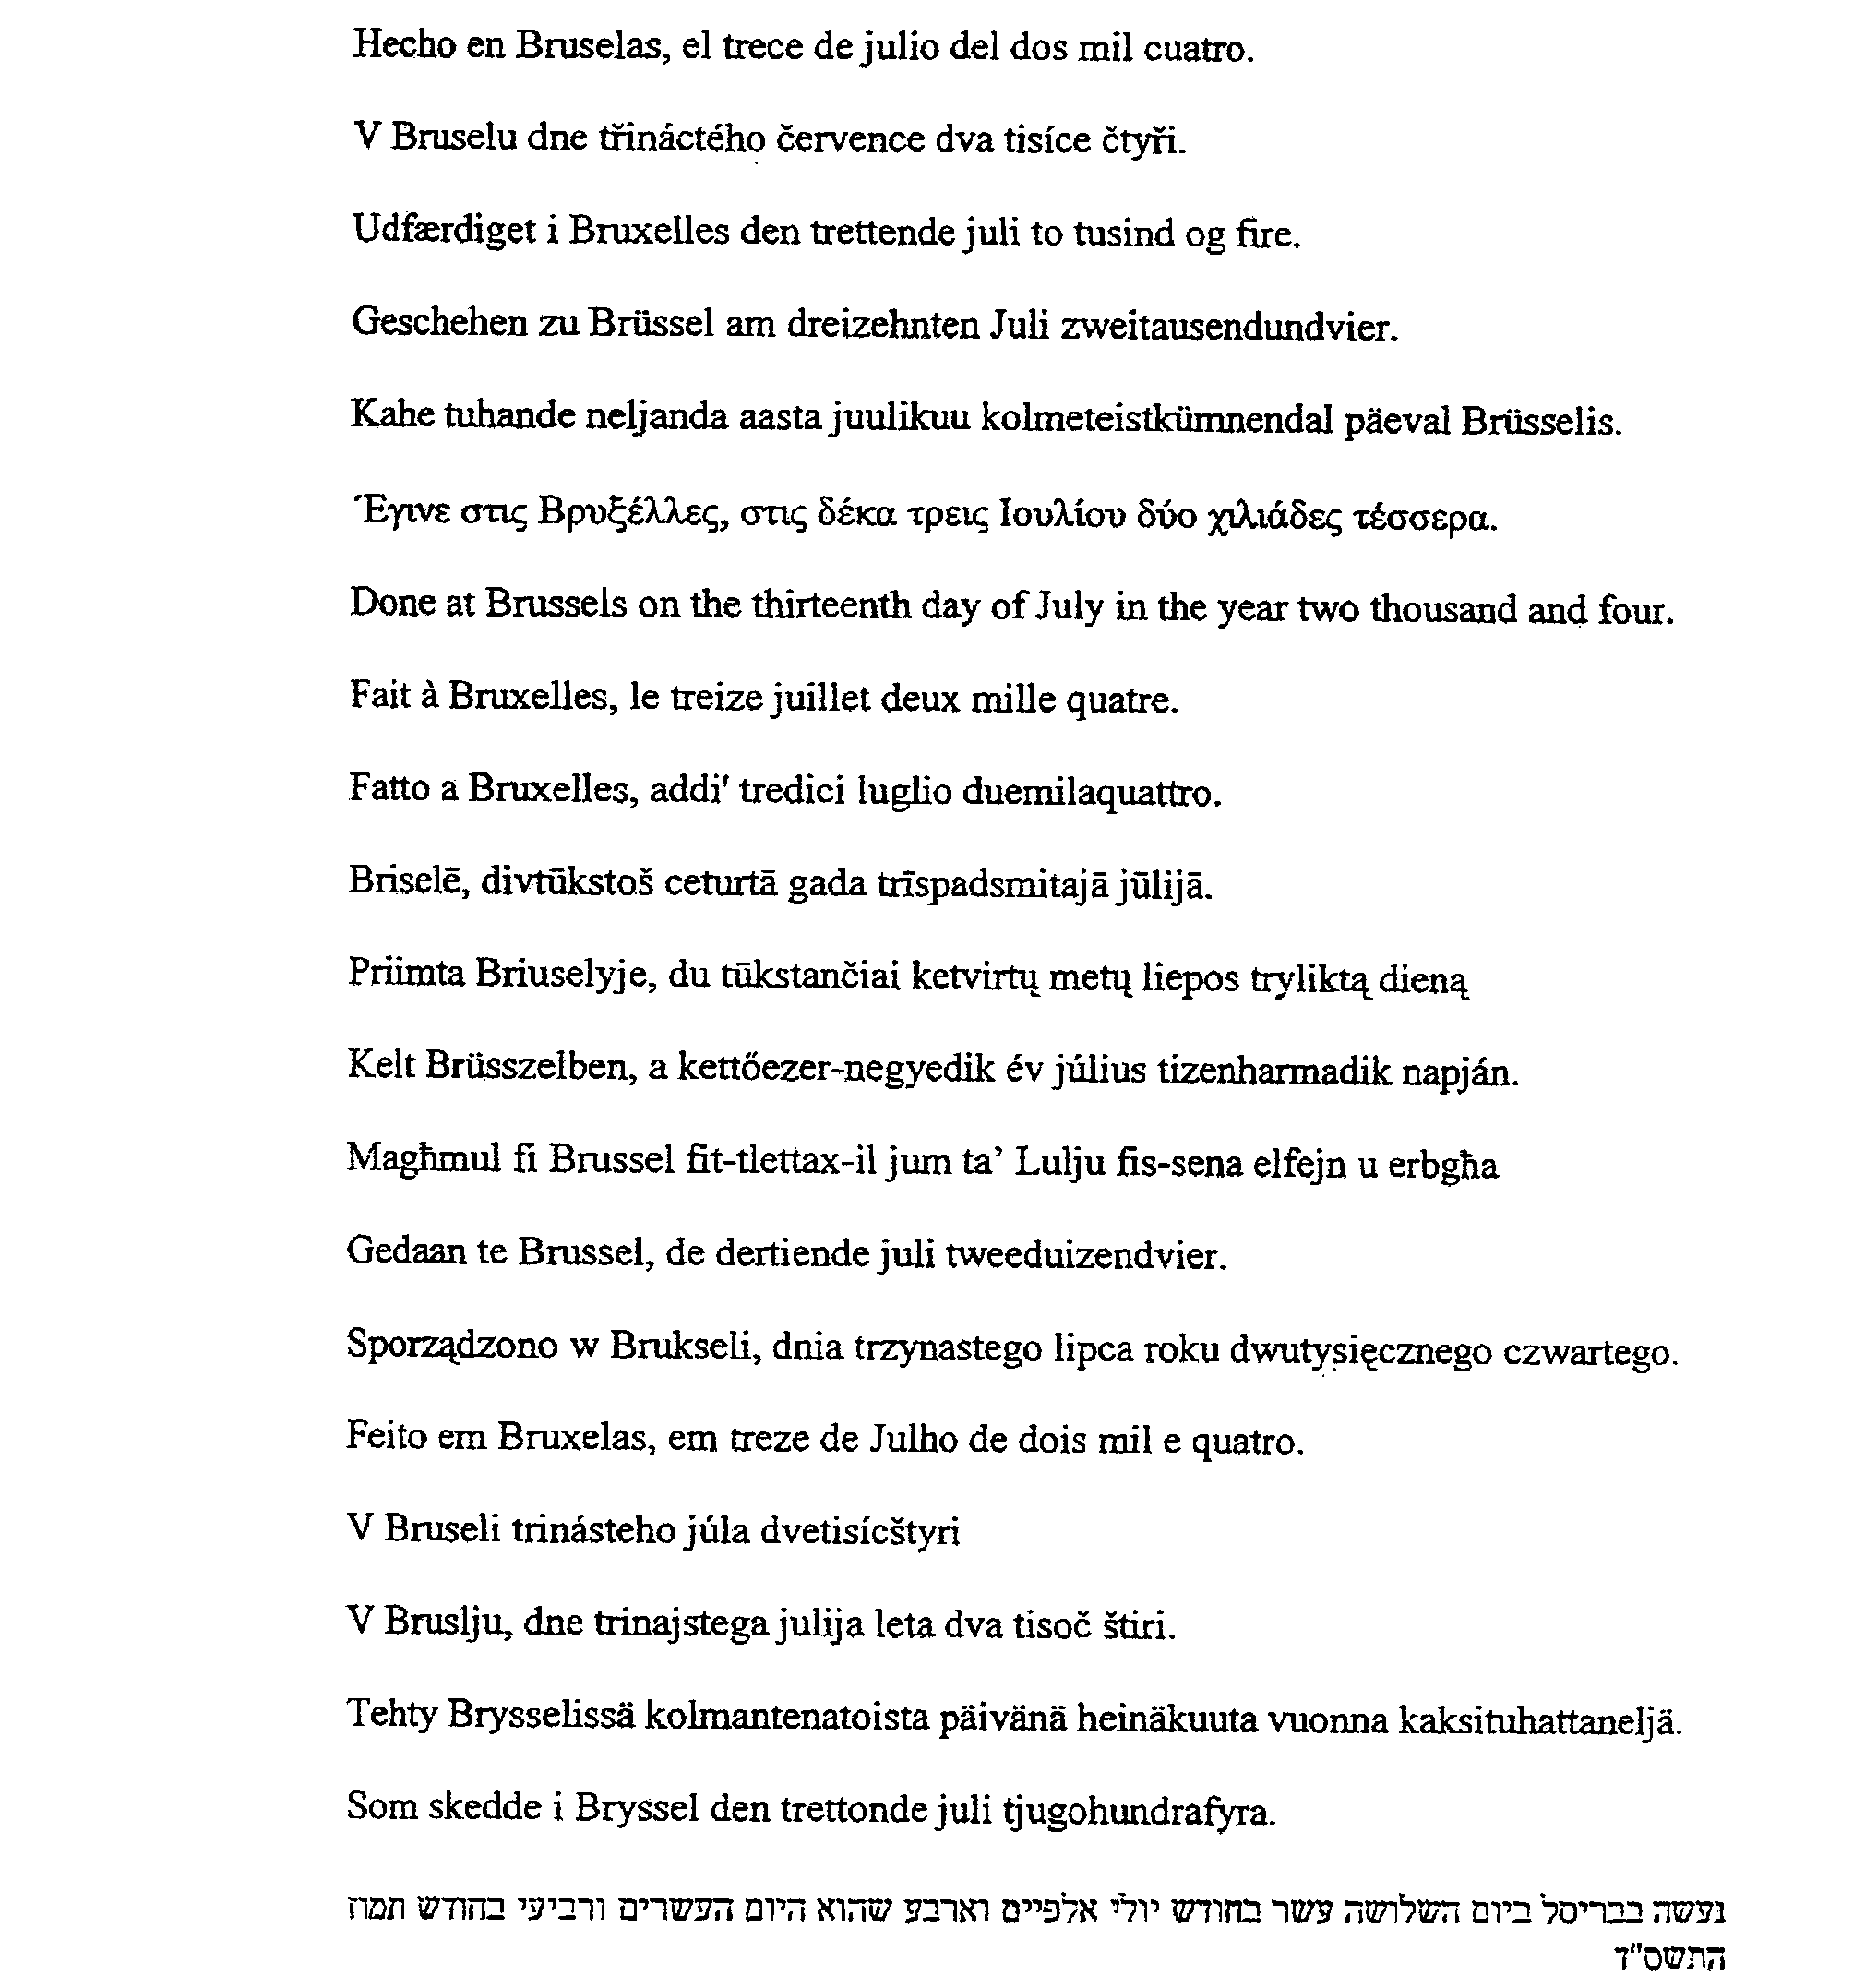 Hecho en Bruselas, el trece de julio del dos mil cuatro.
V Bruselu dne třináctého července dva tisíce čtyři.
Udfærdiget i Bruxelles den trettende juli to tusind og fire.
Geschehen zu Brüssel am dreizehnten Juli zweitausendundvier.
Kahe tuhande neljanda aasta juulikuu kolmeteistkümnendal päeval Brüsselis.
Έγινε στις Βρυξέλλες, στις δέκα τρεις Ιουλίου δύο χιλιάδες τέσσερα.
Done at Brussels on the thirteenth day of July in the year two thousand and four.
Fait à Bruxelles, le treize juillet deux mille quatre.
Fatto a Bruxelles, addi' tredici luglio duemilaquattro.
Briselē, divtūkstoš ceturtā gada trīspadsmitajā jūlijā.
Priimta Briuselyje, du tūkstančiai ketvirtų metų liepos tryliktą dieną
Kelt Brüsszelben, a kettőezer-negyedik év július tizenharmadik napján.
Magħmul fi Brussel fit-tlettax-il jum ta’ Lulju fis-sena elfejn u erbgħa
Gedaan te Brussel, de dertiende juli tweeduizendvier.
Sporządzono w Brukseli, dnia trzynastego lipca roku dwutysięcznego czwartego.
Feito em Bruxelas, em treze de Julho de dois mil e quatro.
V Bruseli trinásteho júla dvetisícštyri
V Bruslju, dne trinajstega julija leta dva tisoč štiri.
Tehty Brysselissä kolmantenatoista päivänä heinäkuuta vuonna kaksituhattaneljä.
Som skedde i Bryssel den trettonde juli tjugohundrafyra.
נעשה בבריסל ביום השלושה עשר בחודש יולי אלפיים וארבע שהוא היום העשרים ורביעי בחודש תמוז
התשס"ד